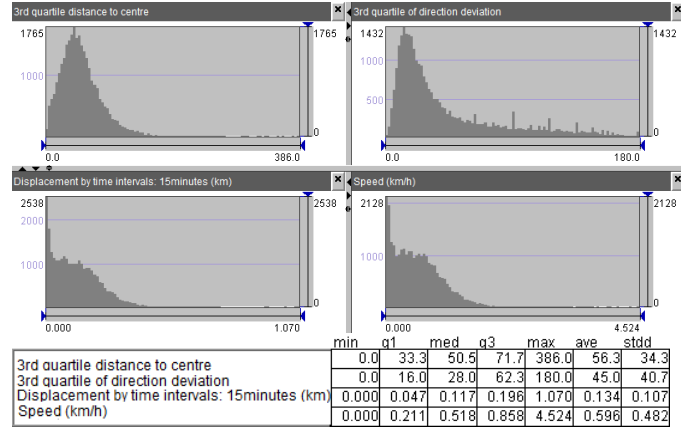 3rd quartile distance to centre
3rd quartile of direction deviation
1765
1765
1000
0
0.0
386.0
1432
1432
1000
500
0
0.0
180.0
Displacement by time intervals: 15minutes (km)
Speed (km/h)
2538
2538
2000
1000
0
0.000
1.070
2128
2128
1000
0
0.000
4.524
min q1 med q3 max ave stdd
3rd quartile distance to centre 0.0 33.3 50.5 71.7 386.0 56.3 34.3
3rd quartile of direction deviation 0.0 16.0 28.0 62.3 180.0 45.0 40.7
Displacement by time intervals: 15minutes (km) 0.000 0.047 0.117 0.196 1.070 0.134 0.107
Speed (km/h) 0.000 0.211 0.518 0.858 4.524 0.596 0.482